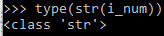 >>> type(str(i_num))
<class 'str'>